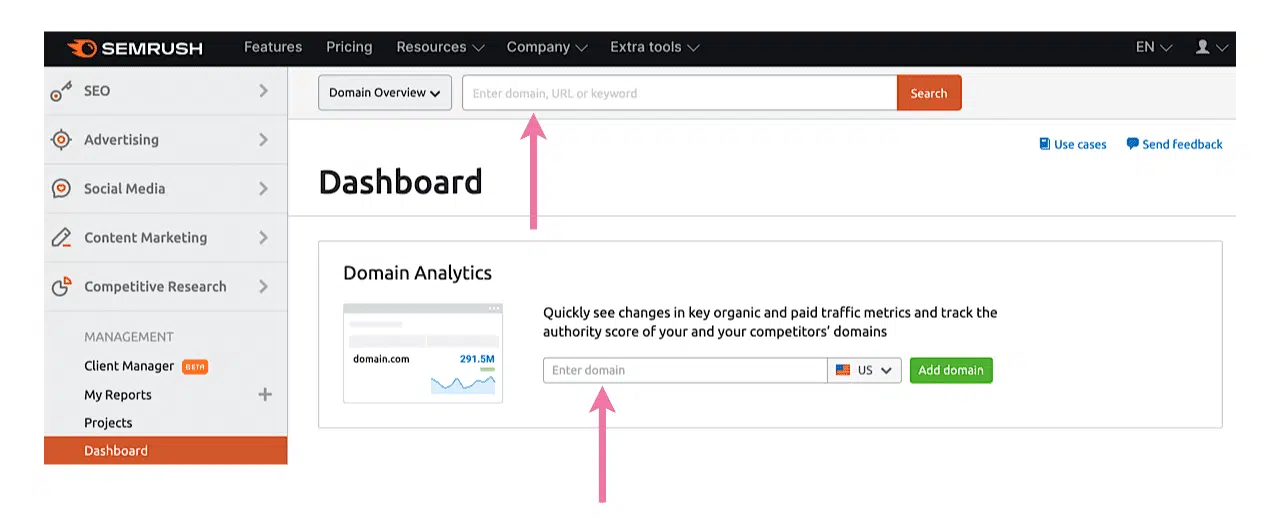 SEMRUSH Features Pricing Resources Company Extra tools EN
SEO
Domain Overview Enter domain, URL or keyword Search
Advertising
Use cases Send feedback
Social Media
Dashboard
Content Marketing
Competitive Research
MANAGEMENT
Client Manager BETA
My Reports
Projects
Dashboard
Domain Analytics
domain.com 291.5M
Quickly see changes in key organic and paid traffic metrics and track the
authority score of your and your competitors' domains
Enter domain US Add domain